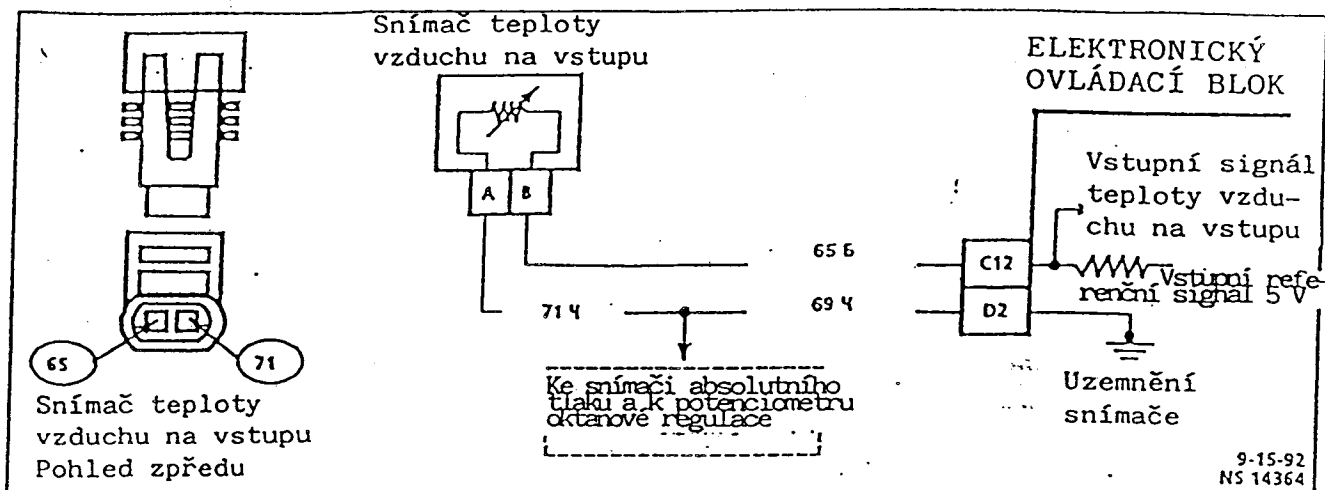 Snímač teploty
vzduchu na vstupu
A B
65
71
Snímač teploty
vzduchu na vstupu
Pohled zpředu
65 Б
71 Ч
69 Ч
Ke snímači absolutního
tlaku a k potenciometru
oktanové regulace
ELEKTRONICKÝ
OVLÁDACÍ BLOK
Vstupní signál
teploty vzdu-
chu na vstupu
C12
D2
Vstupní refe-
renční signál 5 V
Uzemnění
snímače
9-15-92
NS 14364